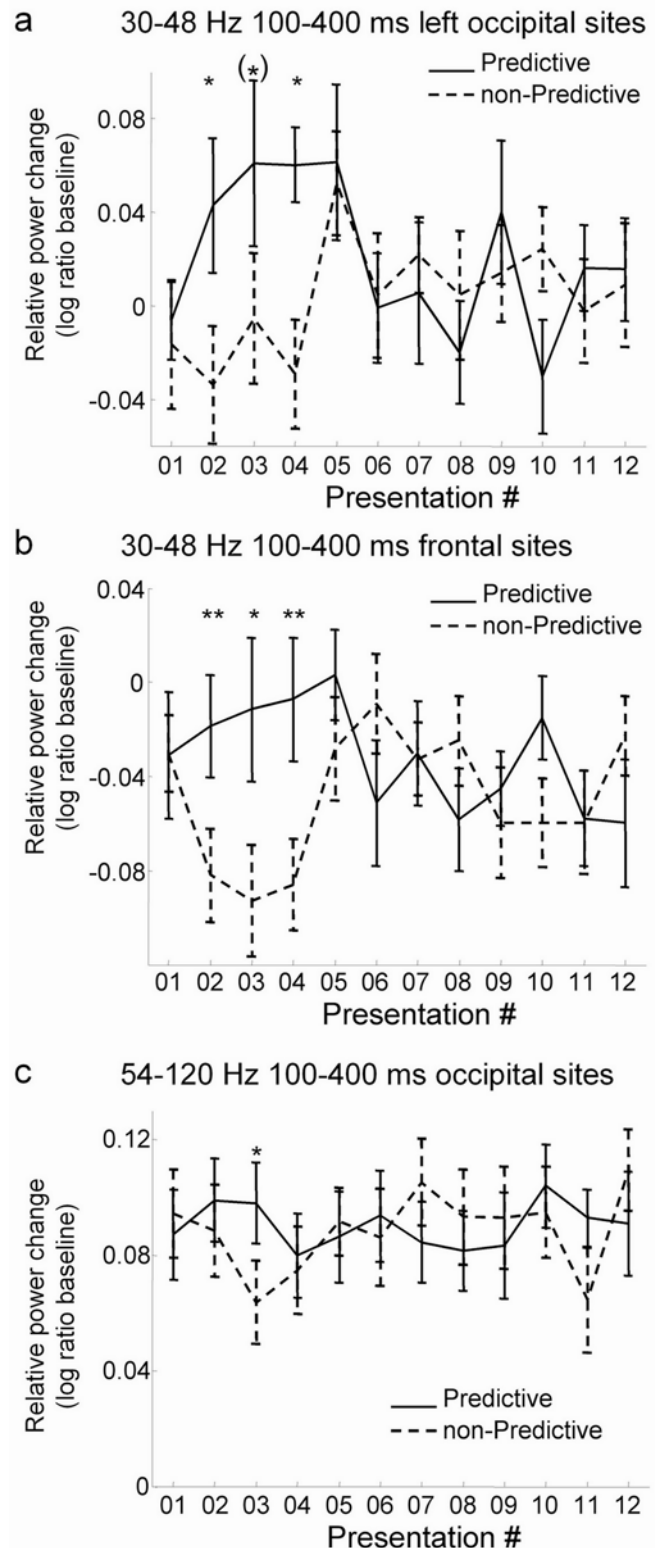 a 30-48 Hz 100-400 ms left occipital sites
Predictive
non-Predictive
* (*) *
Relative power change
(log ratio baseline)
0.08
0.04
0
-0.04
01 02 03 04 05 06 07 08 09 10 11 12
Presentation #
b 30-48 Hz 100-400 ms frontal sites
Predictive
non-Predictive
** * **
Relative power change
(log ratio baseline)
0.04
0
-0.04
-0.08
01 02 03 04 05 06 07 08 09 10 11 12
Presentation #
c 54-120 Hz 100-400 ms occipital sites
*
Relative power change
(log ratio baseline)
0.12
0.08
0.04
0
Predictive
non-Predictive
01 02 03 04 05 06 07 08 09 10 11 12
Presentation #